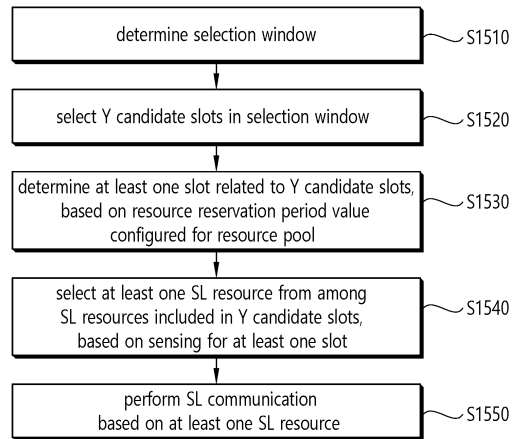 determine selection window
S1510
select Y candidate slots in selection window
S1520
determine at least one slot related to Y candidate slots,
based on resource reservation period value
configured for resource pool
S1530
select at least one SL resource from among
SL resources included in Y candidate slots,
based on sensing for at least one slot
S1540
perform SL communication
based on at least one SL resource
S1550